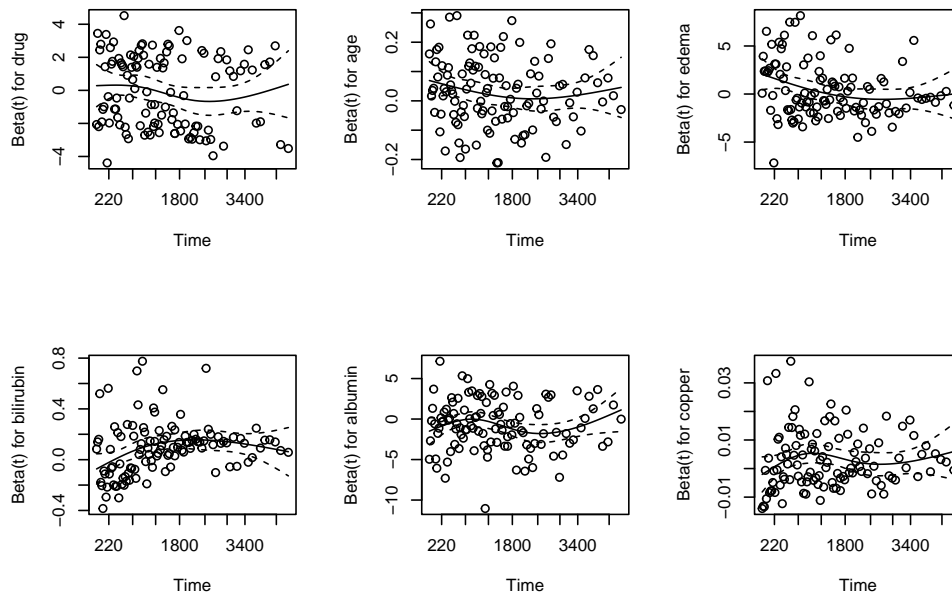 Beta(t) for drug
4
2
0
−4
220 1800 3400
Time
Beta(t) for age
0.2
0.0
−0.2
220 1800 3400
Time
Beta(t) for edema
5
0
−5
220 1800 3400
Time
Beta(t) for bilirubin
0.8
0.4
0.0
−0.4
220 1800 3400
Time
Beta(t) for albumin
5
0
−5
−10
220 1800 3400
Time
Beta(t) for copper
0.03
0.01
−0.01
220 1800 3400
Time